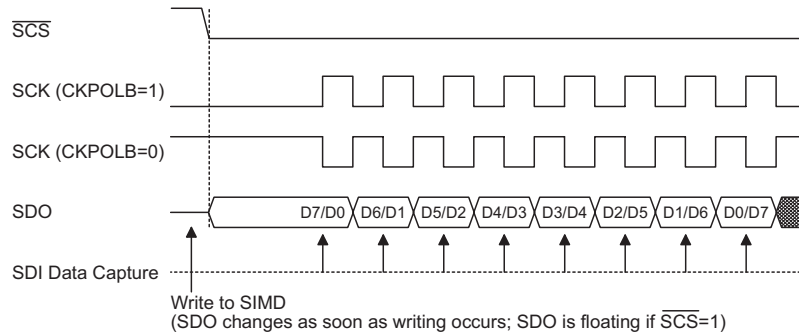 SCS
SCK (CKPOLB=1)
SCK (CKPOLB=0)
SDO
D7/D0 D6/D1 D5/D2 D4/D3 D3/D4 D2/D5 D1/D6 D0/D7
SDI Data Capture
Write to SIMD
(SDO changes as soon as writing occurs; SDO is floating if SCS=1)